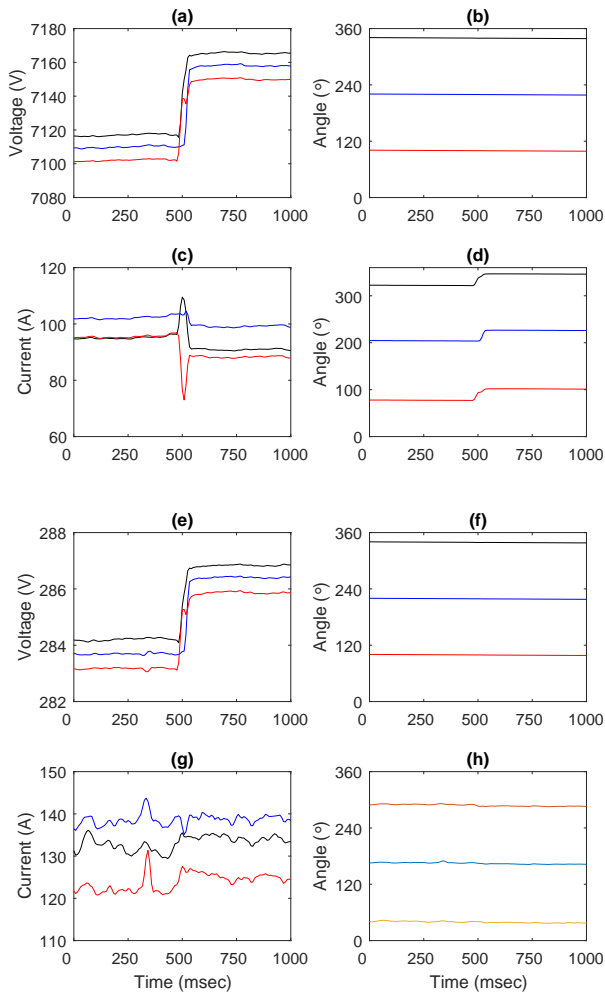 (a)
Voltage (V)
7180
7160
7140
7120
7100
7080
0 250 500 750 1000
(b)
Angle (°)
360
240
120
0
0 250 500 750 1000
(c)
Current (A)
120
100
80
60
0 250 500 750 1000
(d)
Angle (°)
300
200
100
0
0 250 500 750 1000
(e)
Voltage (V)
288
286
284
282
0 250 500 750 1000
(f)
Angle (°)
360
240
120
0
0 250 500 750 1000
(g)
Current (A)
150
140
130
120
110
0 250 500 750 1000
Time (msec)
(h)
Angle (°)
360
240
120
0
0 250 500 750 1000
Time (msec)